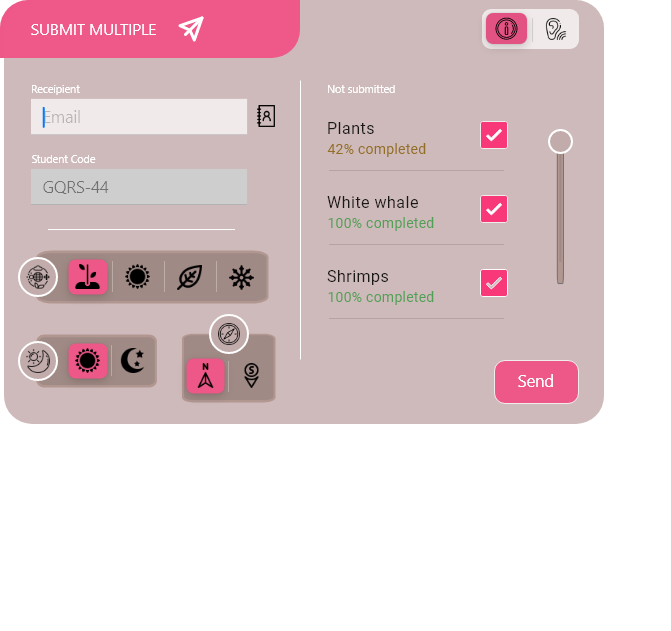 SUBMIT MULTIPLE
Receipient
Email
Student Code
GQRS-44
N
S
Not submitted
Plants
42% completed
White whale
100% completed
Shrimps
100% completed
Send